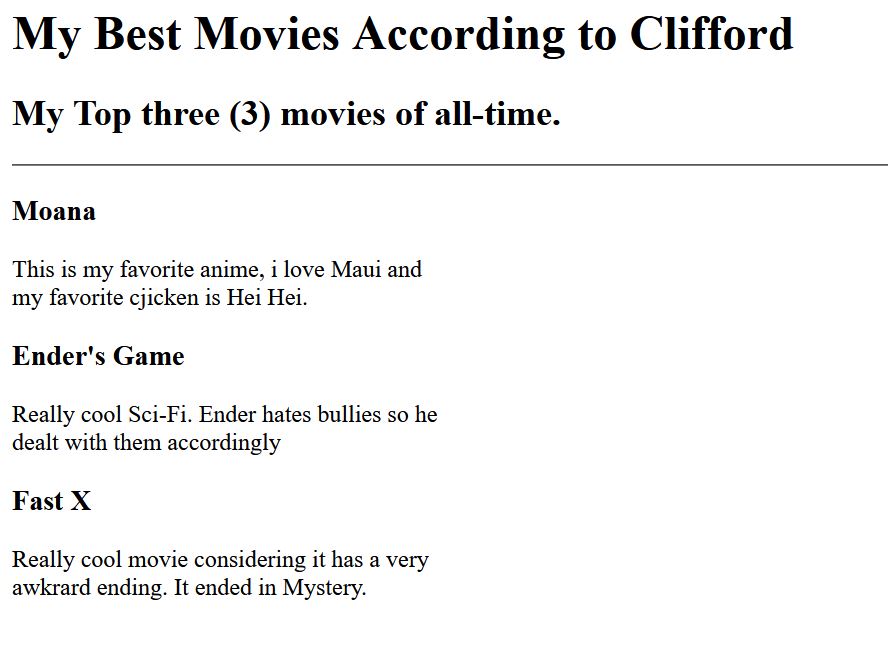 My Best Movies According to Clifford
My Top three (3) movies of all-time.
Moana
This is my favorite anime, i love Maui and
my favorite cjicken is Hei Hei.
Ender's Game
Really cool Sci-Fi. Ender hates bullies so he
dealt with them accordingly
Fast X
Really cool movie considering it has a very
awkrard ending. It ended in Mystery.